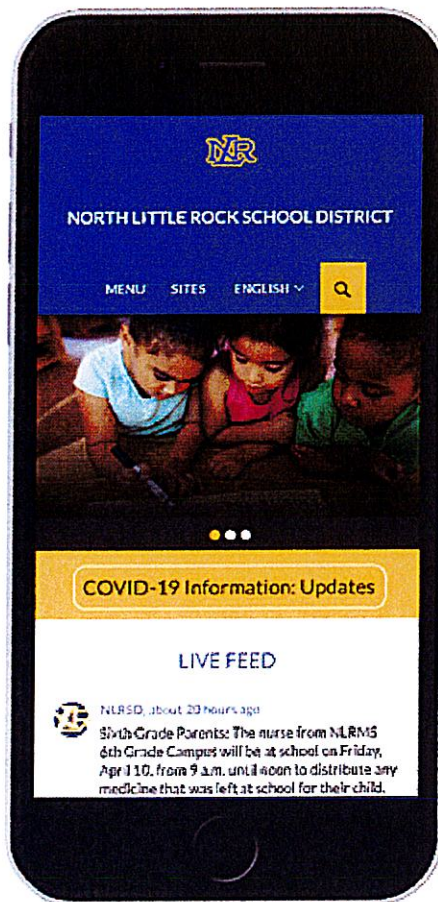 NLR
NORTH LITTLE ROCK SCHOOL DISTRICT
MENU SITES ENGLISH
COVID-19 Information: Updates
LIVE FEED
NLRSD, about 20 hours ago
Sixth Grade Parents: The nurse from NLRMS
6th Grade Campus will be at school on Friday,
April 10, from 9 a.m. until noon to distribute any
medicine that was left at school for their child.